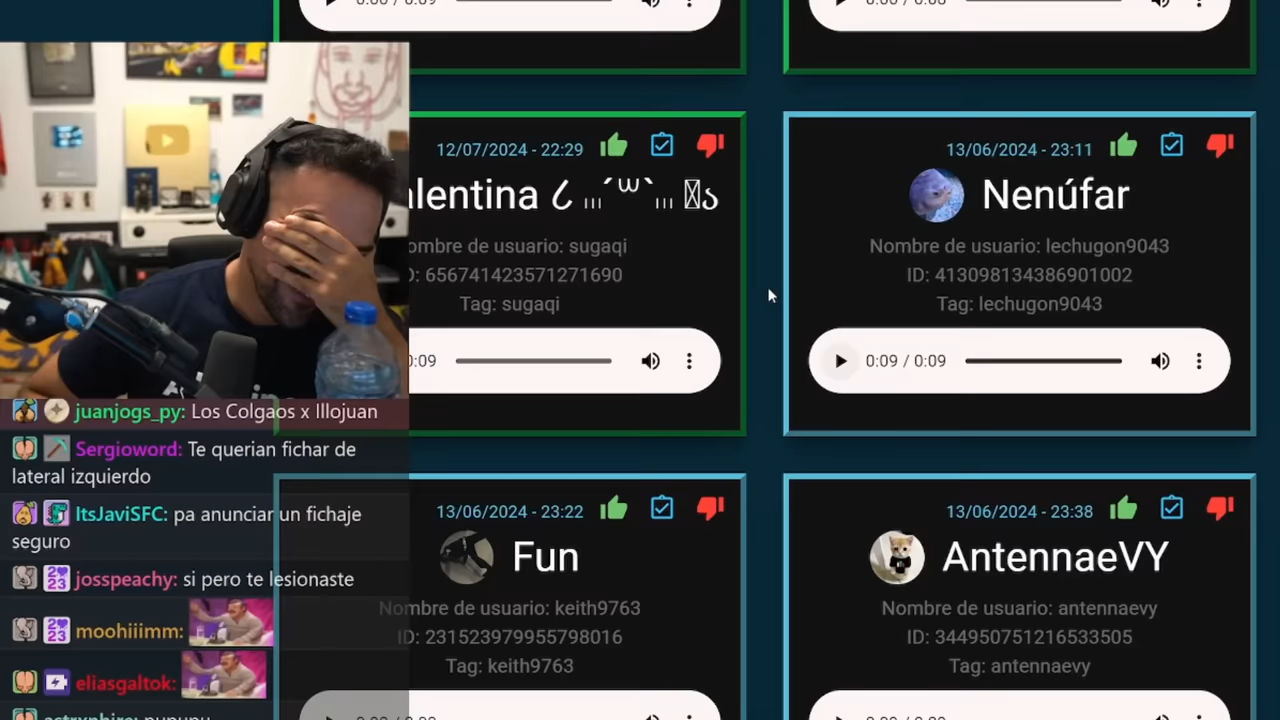 12/07/2024 - 22:29
13/06/2024 - 23:11
lentina
Nenúfar
ombre de usuario: sugaqi
Nombre de usuario: lechugon9043
D: 656741423571271690
ID: 413098134386901002
Tag: sugaqi
Tag: lechugon9043
0:09
0:09 / 0:09
juanjogs_py: Los Colgaos x Illojuan
Sergioword: Te querian fichar de
lateral izquierdo
ItsJaviSFC: pa anunciar un fichaje
seguro
josspeachy: si pero te lesionaste
moohiiimm:
eliasgaltok:
13/06/2024 - 23:22
13/06/2024 - 23:38
Fun
AntennaeVY
Nombre de usuario: keith9763
Nombre de usuario: antennaevy
ID: 231523979955798016
ID: 344950751216533505
Tag: keith9763
Tag: antennaevy